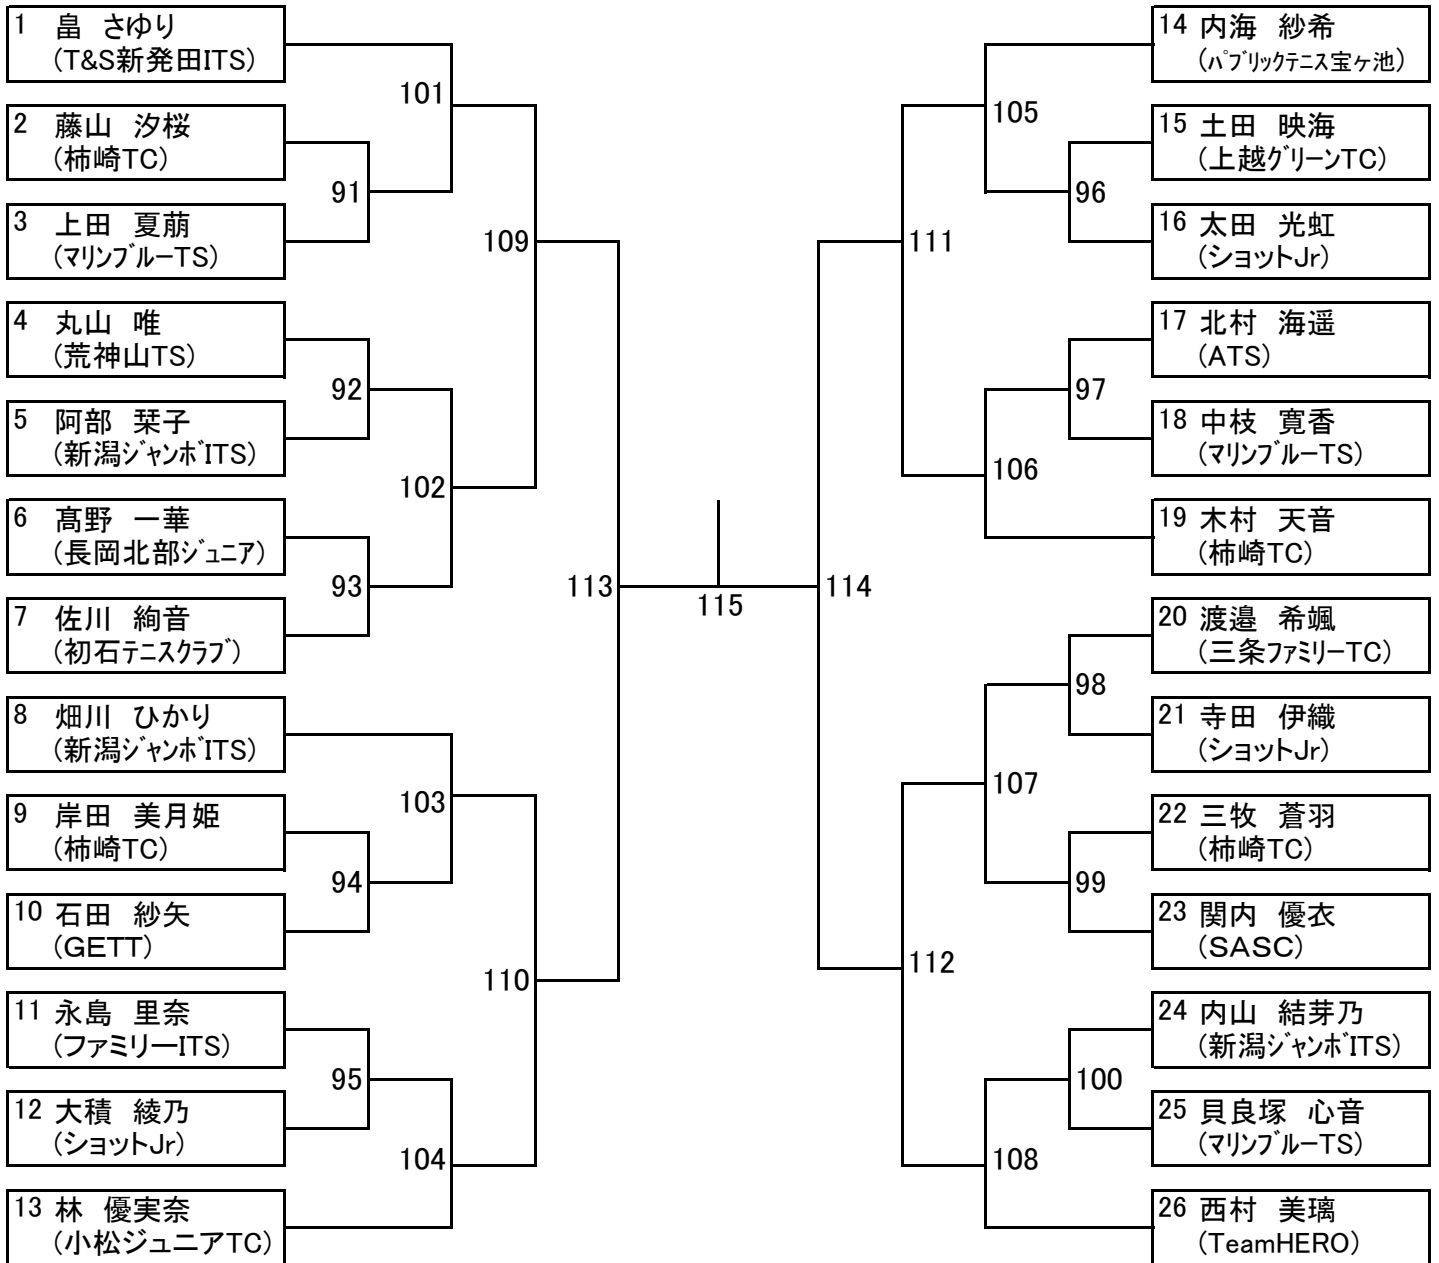 1 畠 さゆり
(T&S新発田ITS)
2 藤山 汐桜
(柿崎TC)
3 上田 夏萠
(マリンブルーTS)
4 丸山 唯
(荒神山TS)
5 阿部 栞子
(新潟ジャンボITS)
6 髙野 一華
(長岡北部ジュニア)
7 佐川 絢音
(初石テニスクラブ)
8 畑川 ひかり
(新潟ジャンボITS)
9 岸田 美月姫
(柿崎TC)
10 石田 紗矢
(GETT)
11 永島 里奈
(ファミリーITS)
12 大積 綾乃
(ショットJr)
13 林 優実奈
(小松ジュニアTC)
91
92
93
94
95
101
102
103
104
109
110
113
115
114
111
112
105
106
107
108
96
97
98
99
100
14 内海 紗希
(パブリックテニス宝ヶ池)
15 土田 映海
(上越グリーンTC)
16 太田 光虹
(ショットJr)
17 北村 海遥
(ATS)
18 中枝 寛香
(マリンブルーTS)
19 木村 天音
(柿崎TC)
20 渡邉 希颯
(三条ファミリーTC)
21 寺田 伊織
(ショットJr)
22 三牧 蒼羽
(柿崎TC)
23 関内 優衣
(SASC)
24 内山 結芽乃
(新潟ジャンボITS)
25 貝良塚 心音
(マリンブルーTS)
26 西村 美璃
(TeamHERO)